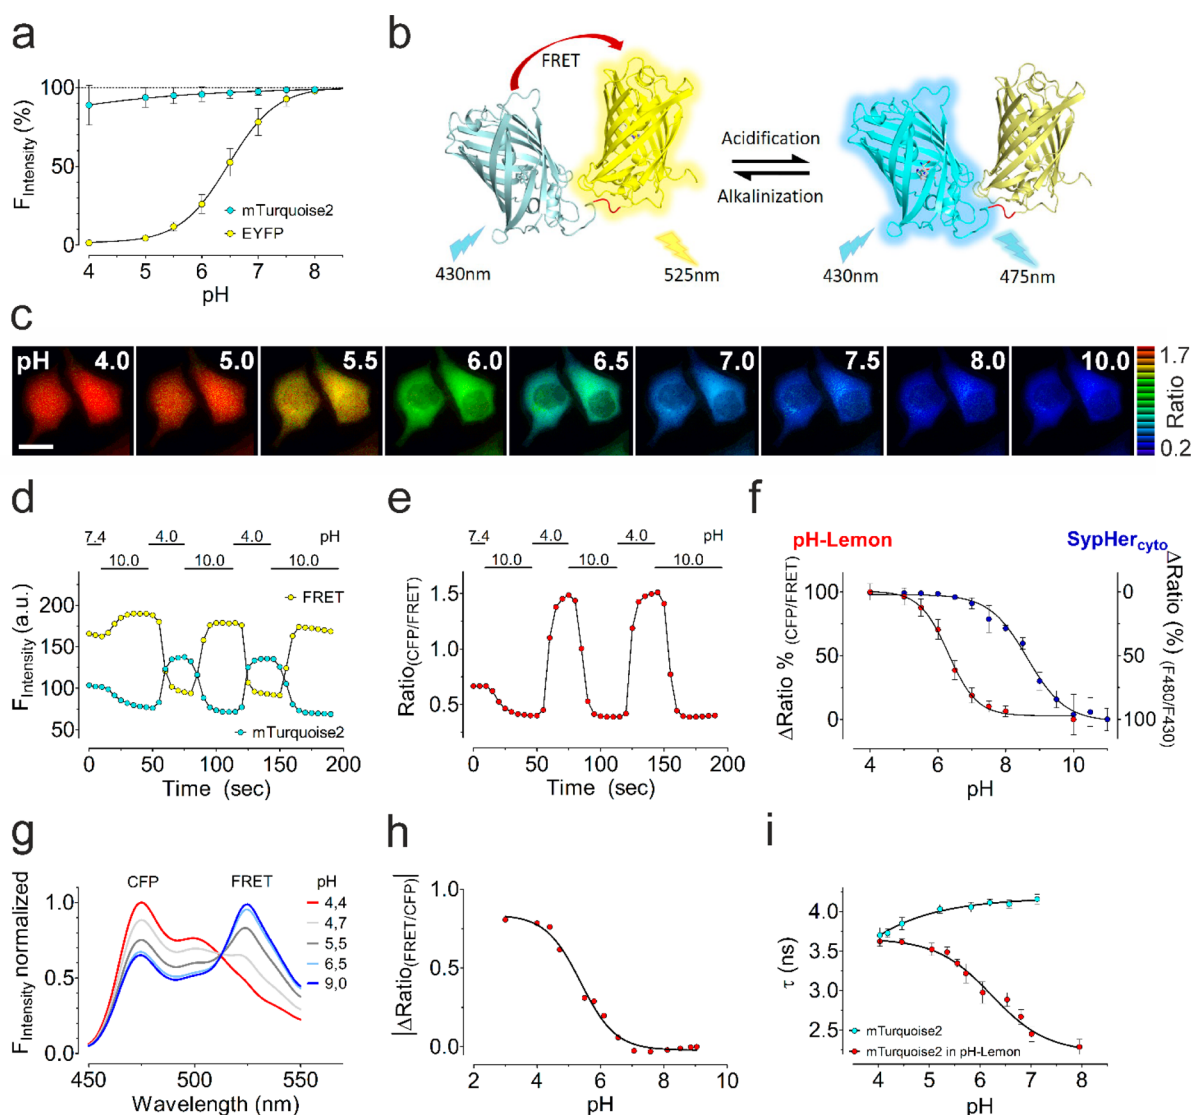 a
F Intensity (%)
100
50
0
mTurquoise2
EYFP
4 5 6 7 8
pH
b
FRET
Acidification
Alkalinization
430nm
525nm
430nm
475nm
c
pH 4.0 5.0 5.5 6.0 6.5 7.0 7.5 8.0 10.0
1.7
Ratio
0.2
d
7.4 4.0 4.0 pH
10.0 10.0 10.0
F Intensity (a.u.)
200
150
100
50
FRET
mTurquoise2
0 50 100 150 200
Time (sec)
e
7.4 4.0 4.0 pH
10.0 10.0 10.0
Ratio(CFP/FRET)
1.5
1.0
0.5
0.0
0 50 100 150 200
Time (sec)
f
pH-Lemon
SypHer cyto
ΔRatio % (CFP/FRET)
100
50
0
0
50
100
ΔRatio (%) (F480/F430)
4 6 8 10
pH
g
F Intensity normalized
CFP
FRET
pH
4,4
4,7
5,5
6,5
9,0
1.0
0.5
0.0
450 500 550
Wavelength (nm)
h
|ΔRatio(FRET/CFP)|
1.0
0.5
0.0
2 4 6 8 10
pH
i
τ (ns)
4.0
3.5
3.0
2.5
mTurquoise2
mTurquoise2 in pH-Lemon
4 5 6 7 8
pH